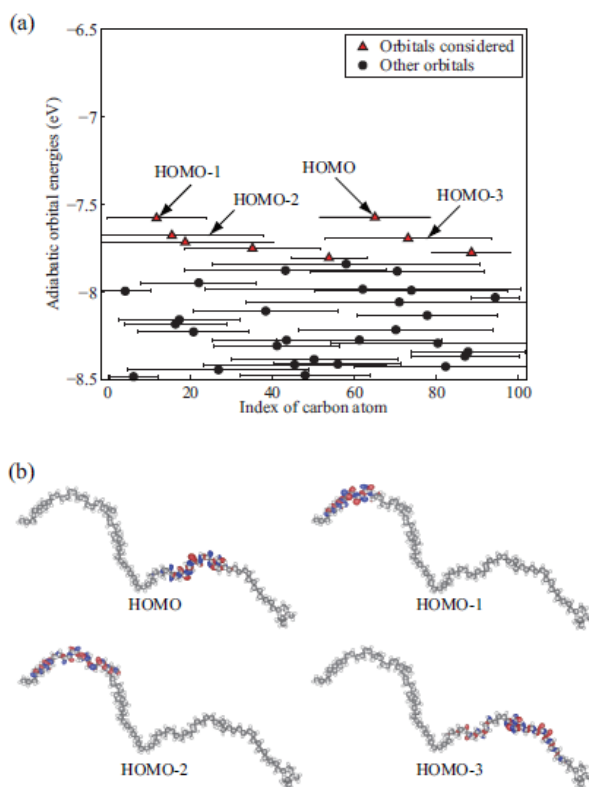 (a)
−6.5
Orbitals considered
Other orbitals
−7
Adiabatic orbital energies (eV)
HOMO
HOMO-1
HOMO-2
HOMO-3
−7.5
−8
−8.5
0 20 40 60 80 100
Index of carbon atom
(b)
HOMO
HOMO-1
HOMO-2
HOMO-3